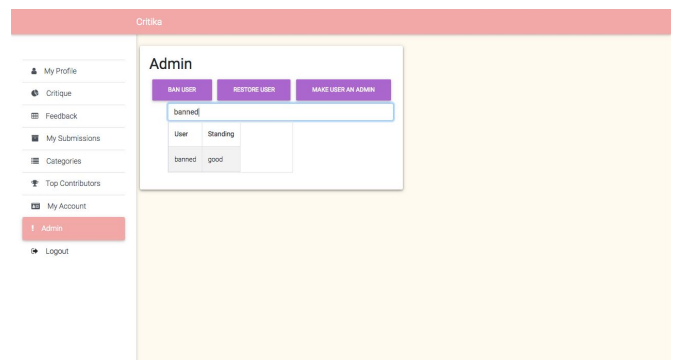 Critika
My Profile
Critique
Feedback
My Submissions
Categories
Top Contributors
My Account
! Admin
Logout
Admin
BAN USER RESTORE USER MAKE USER AN ADMIN
banned
User Standing
banned good